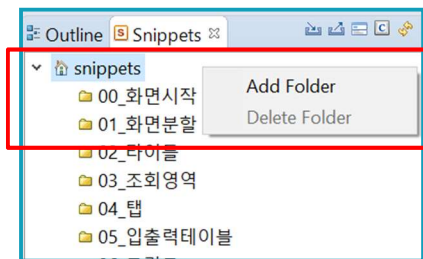 Outline Snippets
snippets
00_화면시작
01_화면분할
Add Folder
Delete Folder
02_타이틀
03_조회영역
04_탭
05_입출력테이블